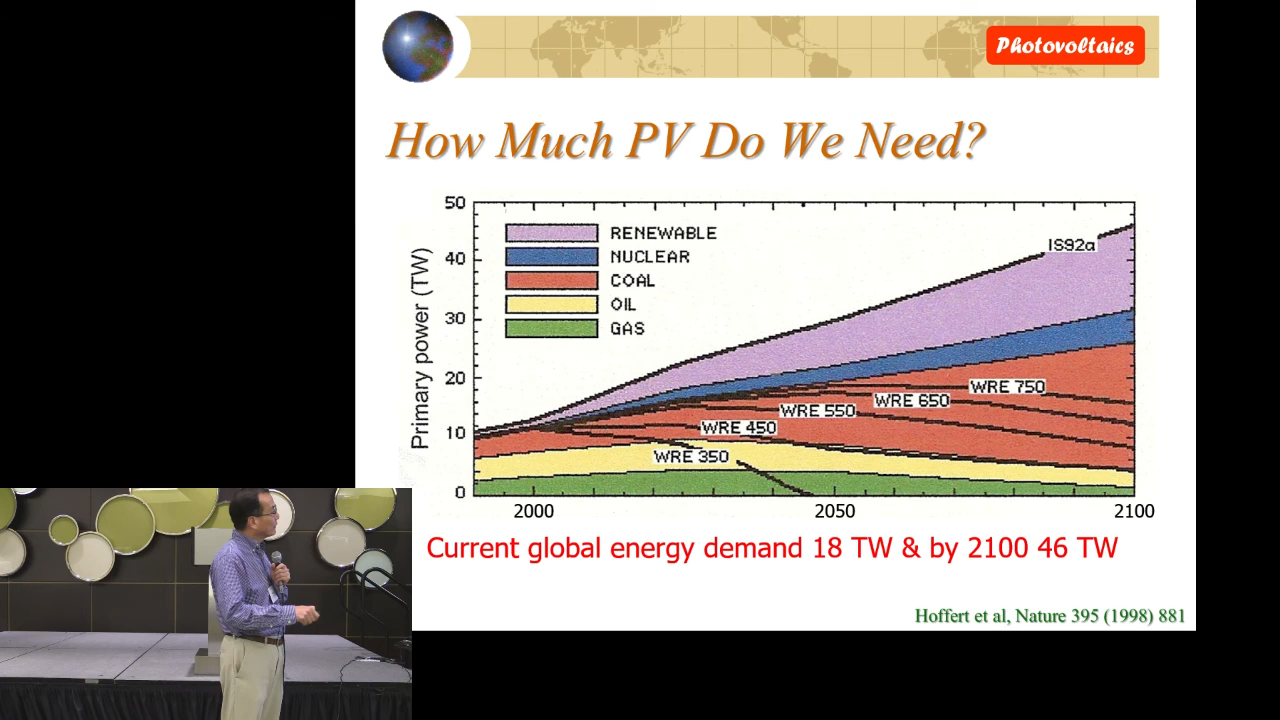 Photovoltaics
How Much PV Do We Need?
50
40
30
20
10
0
Primary power (TW)
RENEWABLE
NUCLEAR
COAL
OIL
GAS
IS92a
WRE 750
WRE 650
WRE 550
WRE 450
WRE 350
2000 2050 2100
Current global energy demand 18 TW & by 2100 46 TW
Hoffert et al, Nature 395 (1998) 881